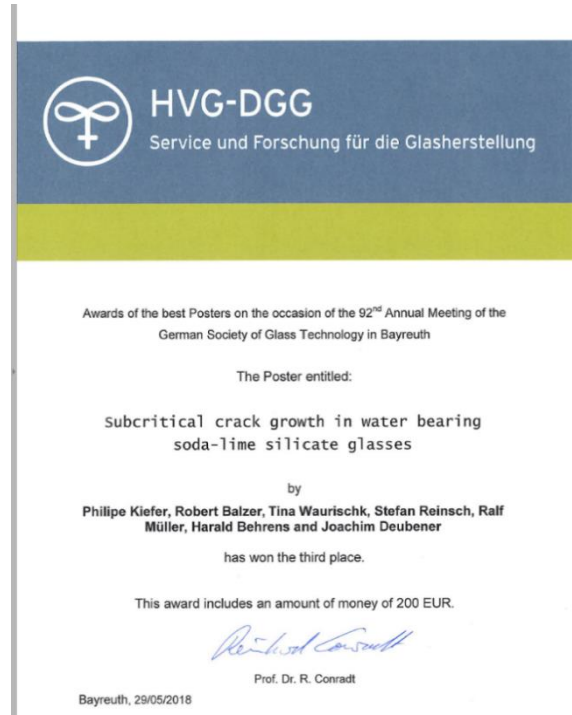 HVG-DGG
Service und Forschung für die Glasherstellung
Awards of the best Posters on the occasion of the 92nd Annual Meeting of the
German Society of Glass Technology in Bayreuth
The Poster entitled:
Subcritical crack growth in water bearing
soda-lime silicate glasses
by
Philipe Kiefer, Robert Balzer, Tina Waurischk, Stefan Reinsch, Ralf
Müller, Harald Behrens and Joachim Deubener
has won the third place.
This award includes an amount of money of 200 EUR.
Reinhard Conradt
Prof. Dr. R. Conradt
Bayreuth, 29/05/2018